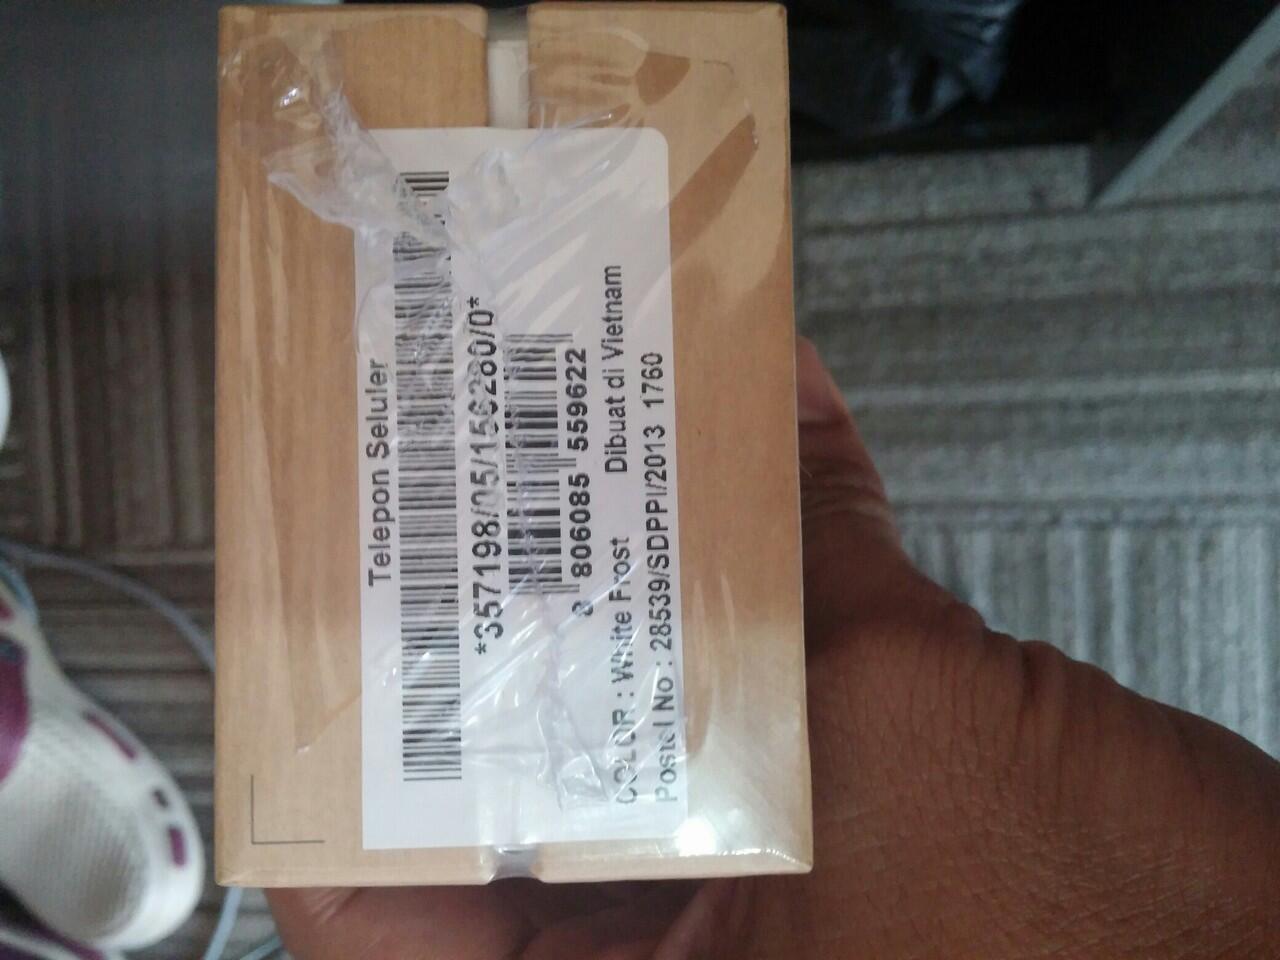 Telepon Seluler
*357198/05/156280/0*
8 806085 559622
COLOR : White Frost Dibuat di Vietnam
Postel No : 28539/SDPPI/2013 1760